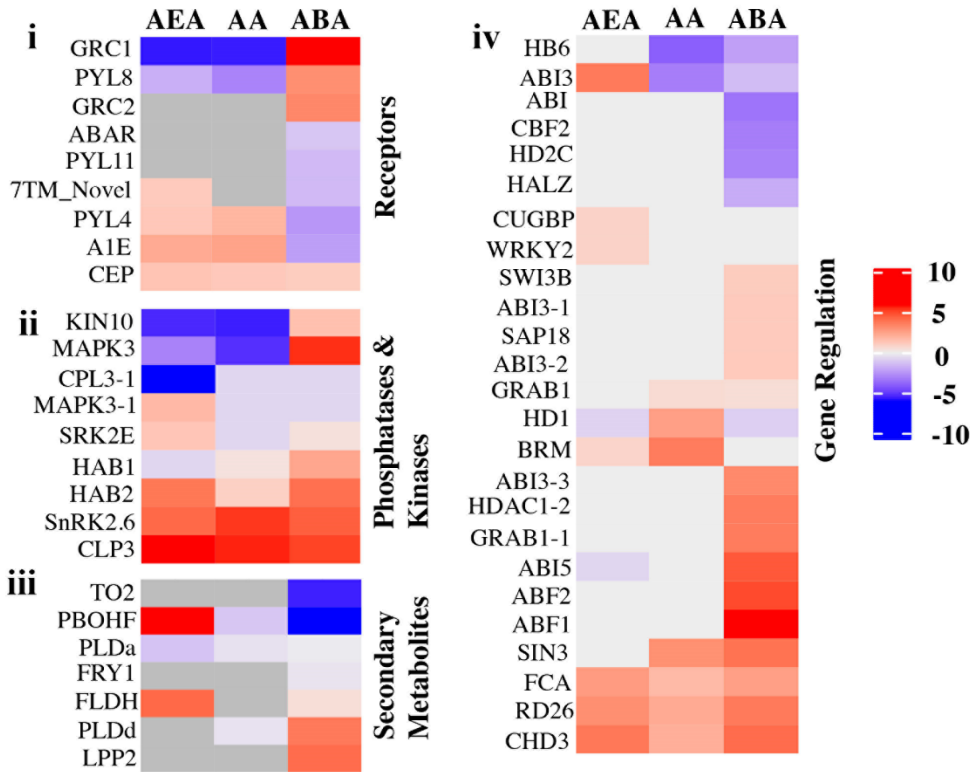 i
AEA AA ABA
GRC1
PYL8
GRC2
ABAR
PYL11
7TM_Novel
PYL4
A1E
CEP
Receptors
ii
KIN10
MAPK3
CPL3-1
MAPK3-1
SRK2E
HAB1
HAB2
SnRK2.6
CLP3
Phosphatases &
Kinases
iii
TO2
PBOHF
PLDa
FRY1
FLDH
PLDd
LPP2
Secondary
Metabolites
iv
AEA AA ABA
HB6
ABI3
ABI
CBF2
HD2C
HALZ
CUGBP
WRKY2
SWI3B
ABI3-1
SAP18
ABI3-2
GRAB1
HD1
BRM
ABI3-3
HDAC1-2
GRAB1-1
ABI5
ABF2
ABF1
SIN3
FCA
RD26
CHD3
Gene Regulation
10
5
0
-5
-10